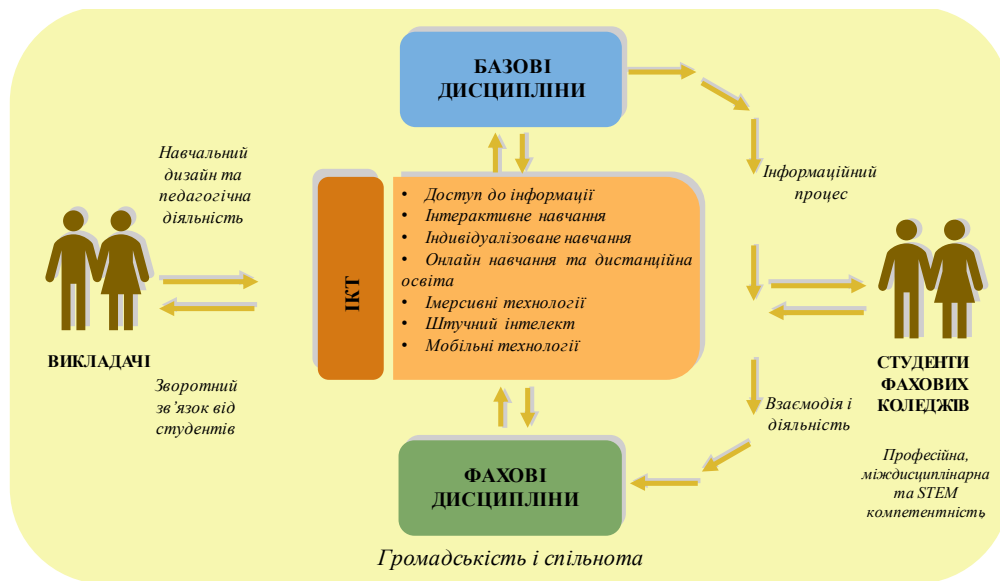 БАЗОВІ
ДИСЦИПЛІНИ
Навчальний
дизайн та
педагогічна
діяльність
ВИКЛАДАЧІ
Зворотний
зв’язок від
студентів
ІКТ
• Доступ до інформації
• Інтерактивне навчання
• Індивідуалізоване навчання
• Онлайн навчання та дистанційна
освіта
• Імерсивні технології
• Штучний інтелект
• Мобільні технології
Інформаційний
процес
СТУДЕНТИ
ФАХОВИХ
КОЛЕДЖІВ
Взаємодія і
діяльність
Професійна,
міждисциплінарна
та STEM
компетентність
ФАХОВІ
ДИСЦИПЛІНИ
Громадськість і спільнота